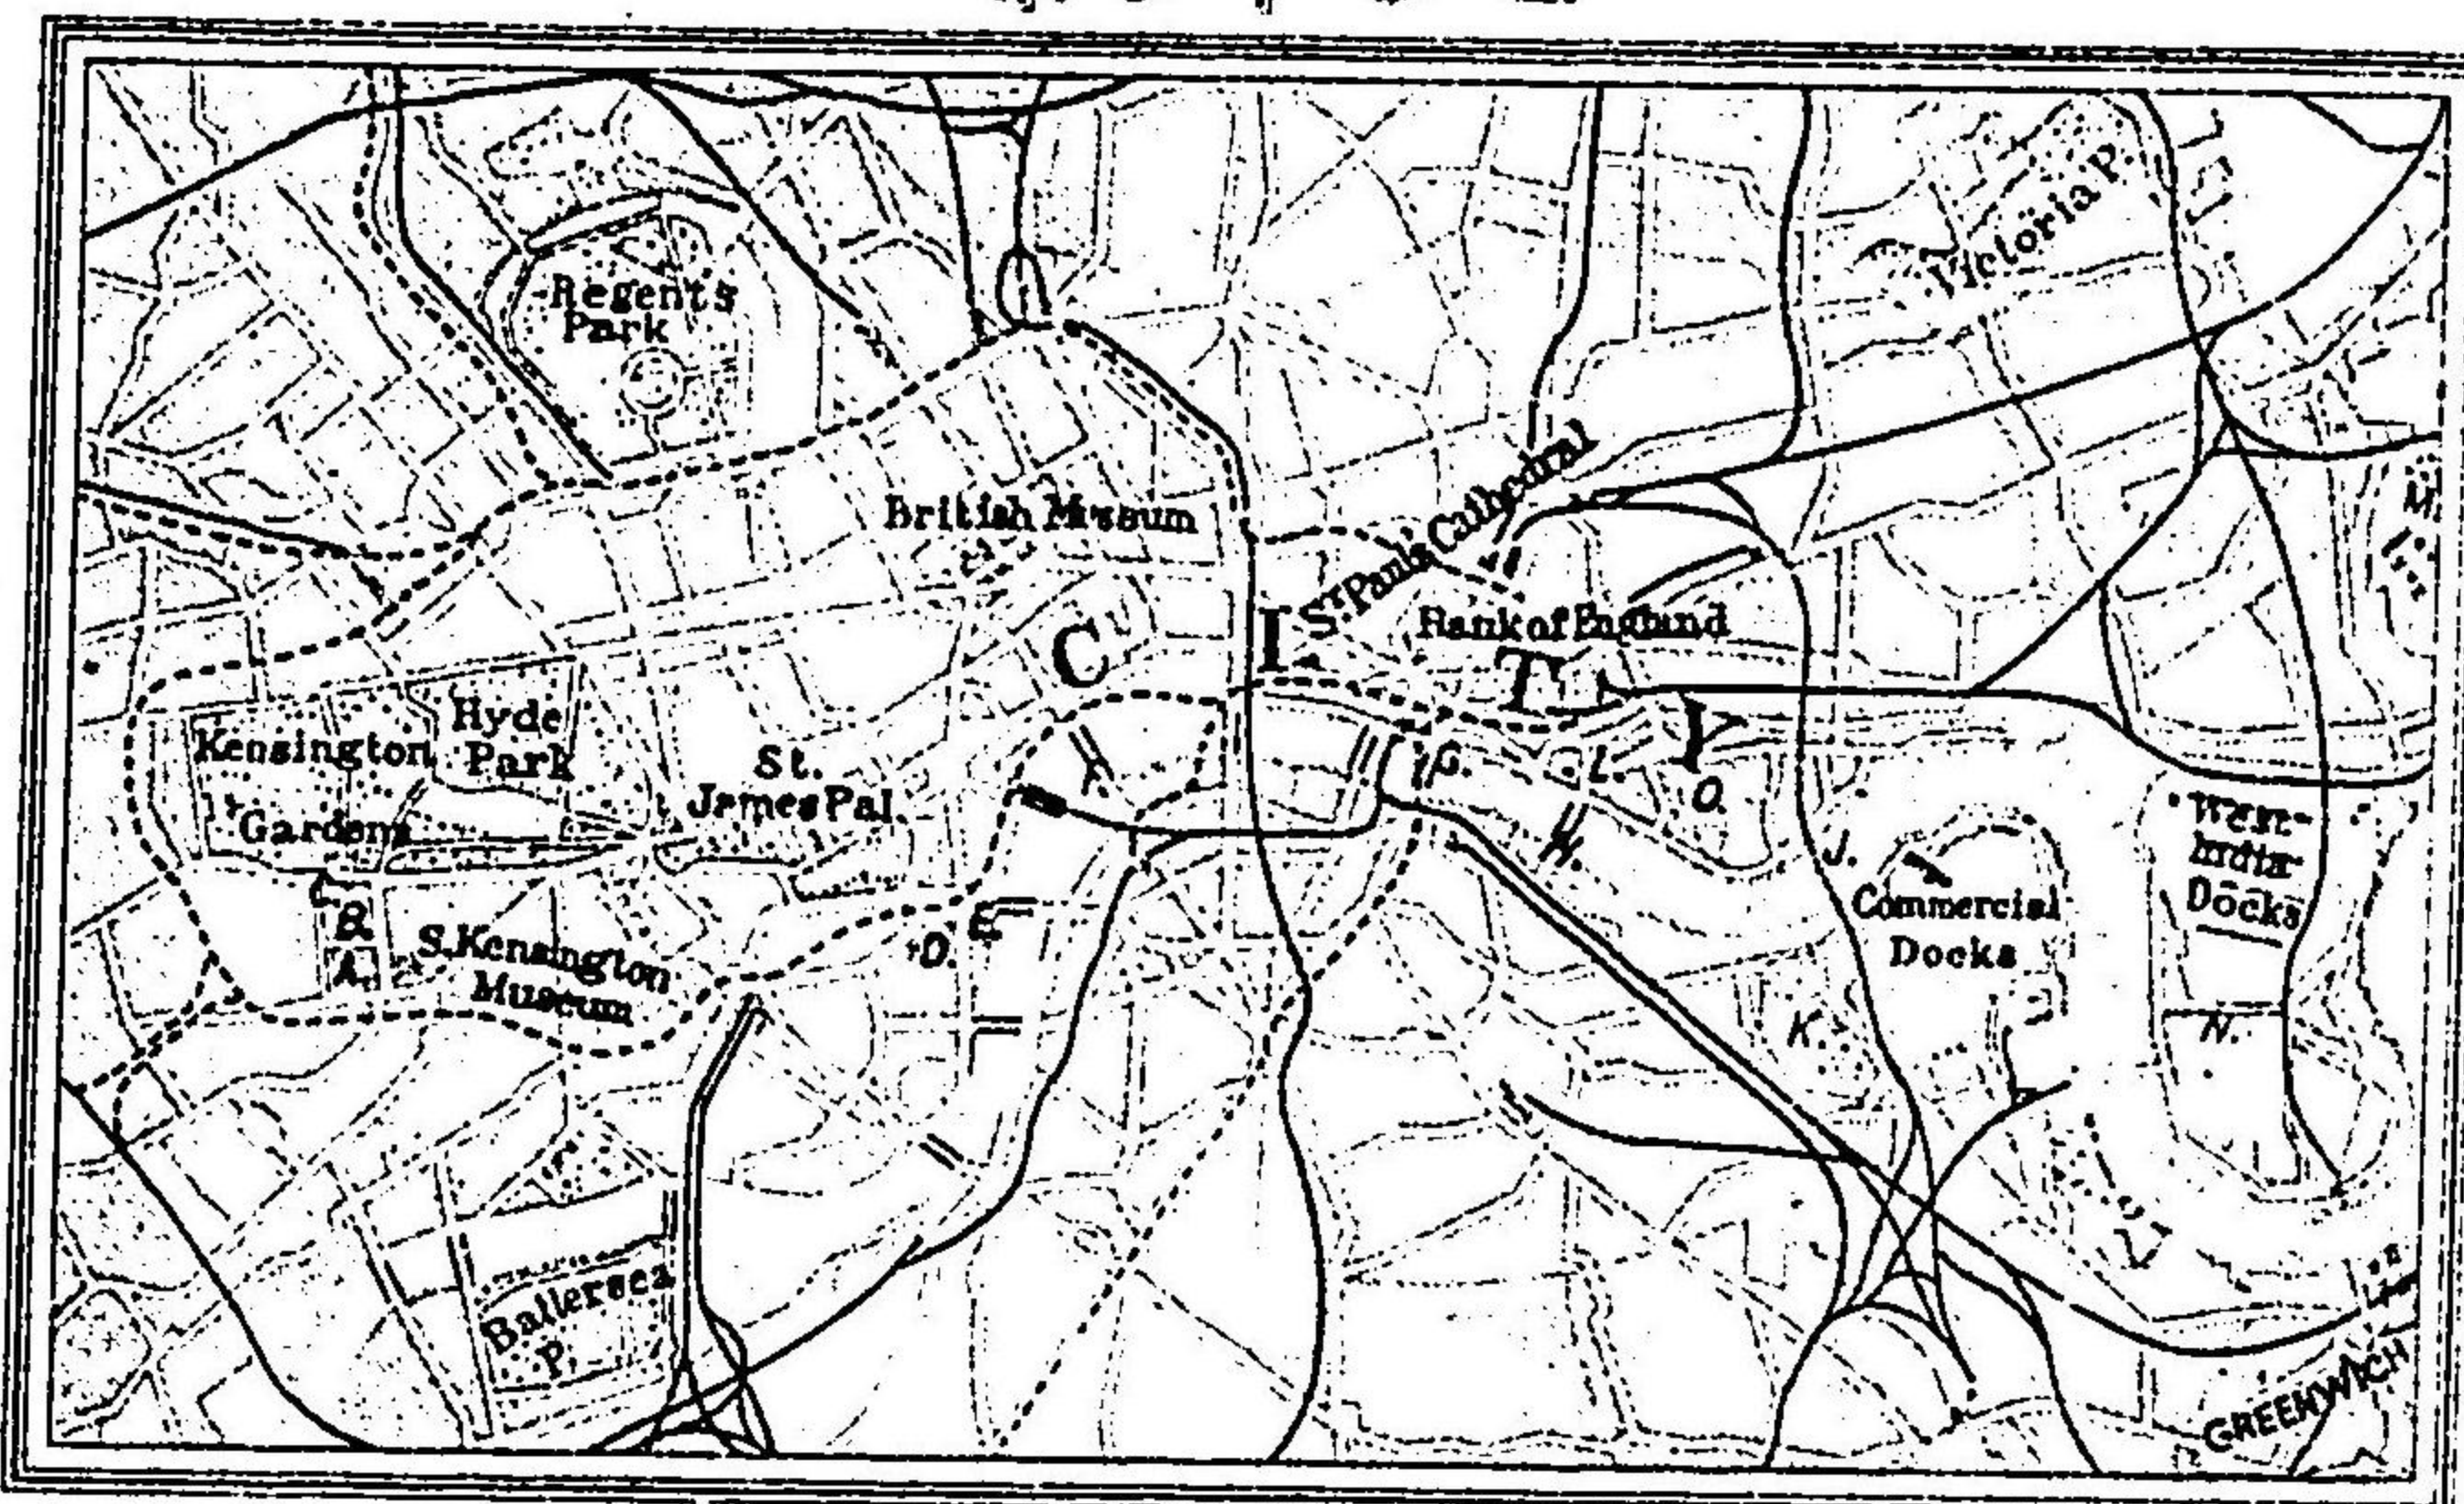 Victoria P.
Regent's
Park
British Museum
St Pauls Cathedral
Bank of England
C I T Y
Hyde
Park
Kensington
Gardens
St.
James Pal.
G.
L.
O.
H.
J.
M.
West
India
Docks
Commercial
Docks
B.
A.
S. Kensington
Museum
D.
E.
K.
N.
Battersea
P.
GREENWICH